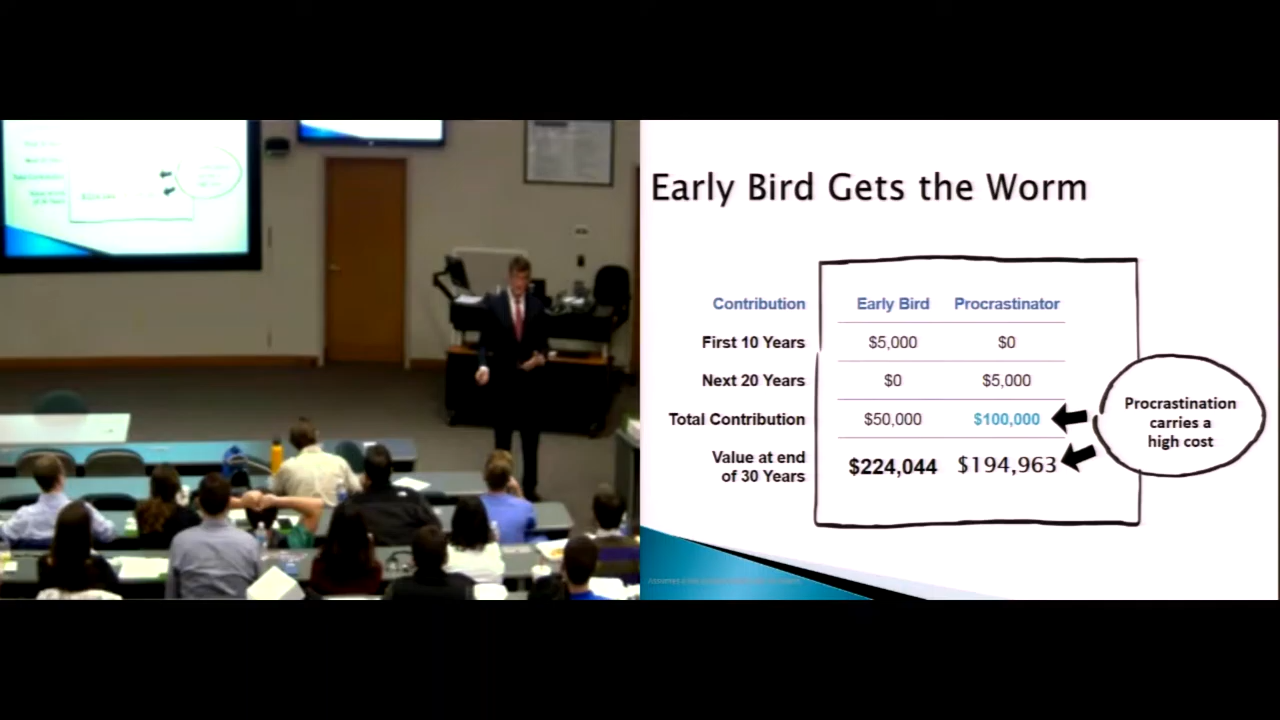 Early Bird Gets the Worm
Contribution Early Bird Procrastinator
First 10 Years $5,000 $0
Next 20 Years $0 $5,000
Total Contribution $50,000 $100,000
Value at end
of 30 Years $224,044 $194,963
Procrastination
carries a
high cost